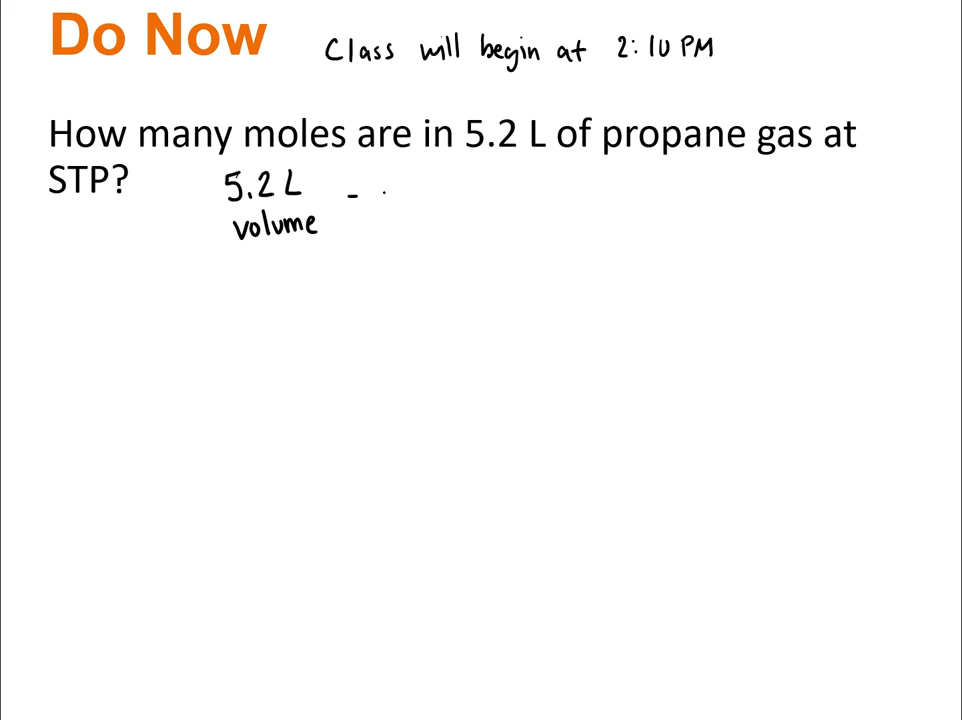 Do Now Class will begin at 2:10 PM
How many moles are in 5.2 L of propane gas at
STP? 5.2 L -
volume